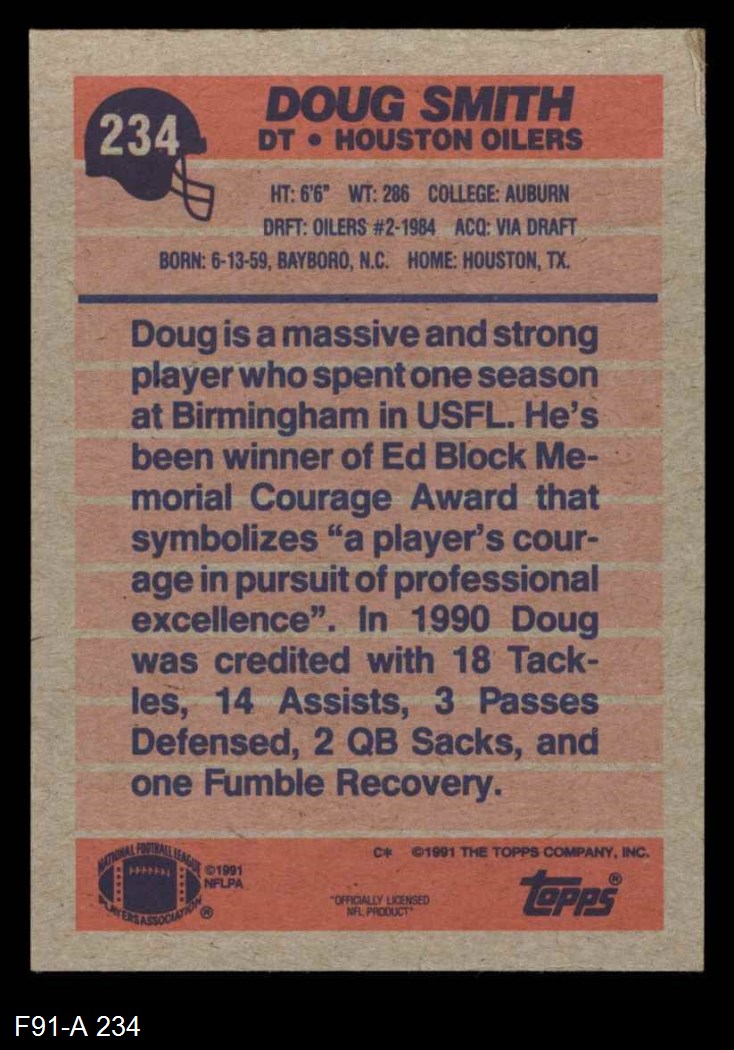 234
DOUG SMITH
DT • HOUSTON OILERS
HT: 6'6" WT: 286 COLLEGE: AUBURN
DRFT: OILERS #2-1984 ACQ: VIA DRAFT
BORN: 6-13-59, BAYBORO, N.C. HOME: HOUSTON, TX.
Doug is a massive and strong
player who spent one season
at Birmingham in USFL. He's
been winner of Ed Block Me-
morial Courage Award that
symbolizes "a player's cour-
age in pursuit of professional
excellence". In 1990 Doug
was credited with 18 Tack-
les, 14 Assists, 3 Passes
Defensed, 2 QB Sacks, and
one Fumble Recovery.
C* ©1991 THE TOPPS COMPANY, INC.
NATIONAL FOOTBALL LEAGUE
PLAYERS ASSOCIATION ®
©1991
NFLPA
"OFFICIALLY LICENSED
NFL PRODUCT"
topps®
F91-A 234